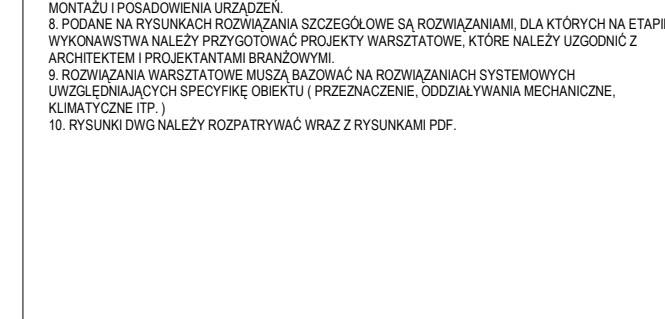 MONTAŻU I POSADOWIENIA URZĄDZEŃ.
8. PODANE NA RYSUNKACH ROZWIĄZANIA SZCZEGÓŁOWE SĄ ROZWIĄZANIAMI, DLA KTÓRYCH NA ETAPI
WYKONAWSTWA NALEŻY PRZYGOTOWAĆ PROJEKTY WARSZTATOWE, KTÓRE NALEŻY UZGODNIĆ Z
ARCHITEKTEM I PROJEKTANTAMI BRANŻOWYMI.
9. ROZWIĄZANIA WARSZTATOWE MUSZĄ BAZOWAĆ NA ROZWIĄZANIACH SYSTEMOWYCH
UWZGLĘDNIAJĄCYCH SPECYFIKĘ OBIEKTU ( PRZEZNACZENIE, ODDZIAŁYWANIA MECHANICZNE,
KLIMATYCZNE ITP. )
10. RYSUNKI DWG NALEŻY ROZPATRYWAĆ WRAZ Z RYSUNKAMI PDF.